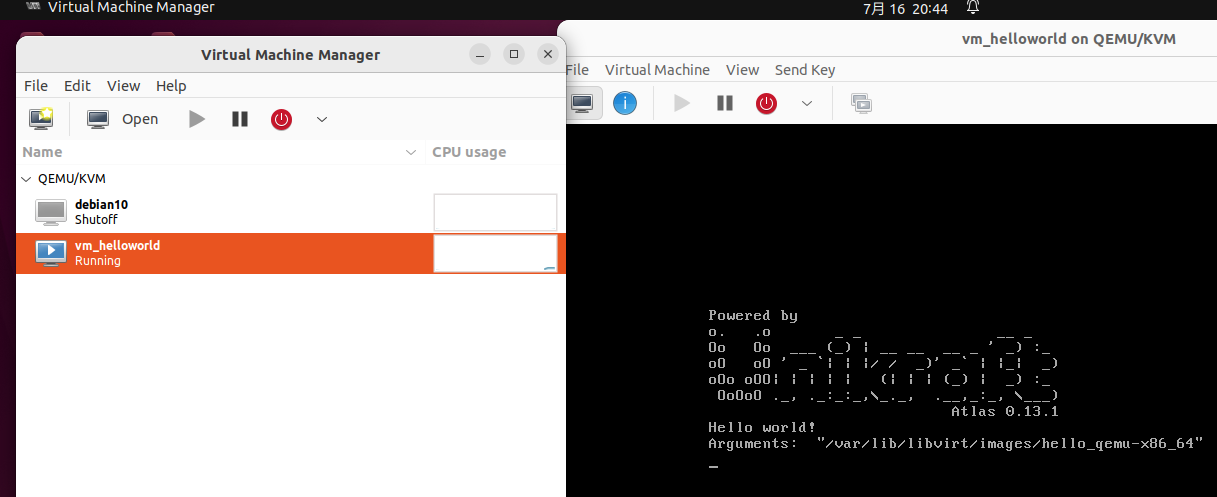 Virtual Machine Manager
7月 16 20:44
Virtual Machine Manager
File Edit View Help
Open
Name CPU usage
QEMU/KVM
debian10
Shutoff
vm_helloworld
Running
vm_helloworld on QEMU/KVM
File Virtual Machine View Send Key
Powered by
Unikraft
Atlas 0.13.1
Hello world!
Arguments: "/var/lib/libvirt/images/hello_qemu-x86_64"